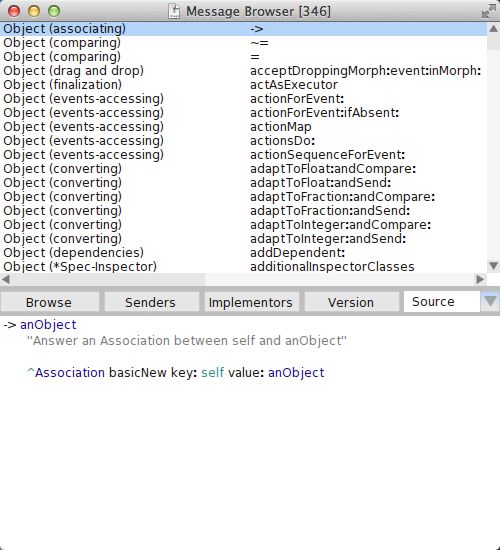 Message Browser [346]
Object (associating) ->
Object (comparing) ~=
Object (comparing) =
Object (drag and drop) acceptDroppingMorph:event:inMorph:
Object (finalization) actAsExecutor
Object (events-accessing) actionForEvent:
Object (events-accessing) actionForEvent:ifAbsent:
Object (events-accessing) actionMap
Object (events-accessing) actionsDo:
Object (events-accessing) actionSequenceForEvent:
Object (converting) adaptToFloat:andCompare:
Object (converting) adaptToFloat:andSend:
Object (converting) adaptToFraction:andCompare:
Object (converting) adaptToFraction:andSend:
Object (converting) adaptToInteger:andCompare:
Object (converting) adaptToInteger:andSend:
Object (dependencies) addDependent:
Object (*Spec-Inspector) additionalInspectorClasses
Browse Senders Implementors Version Source
-> anObject
"Answer an Association between self and anObject"
^Association basicNew key: self value: anObject